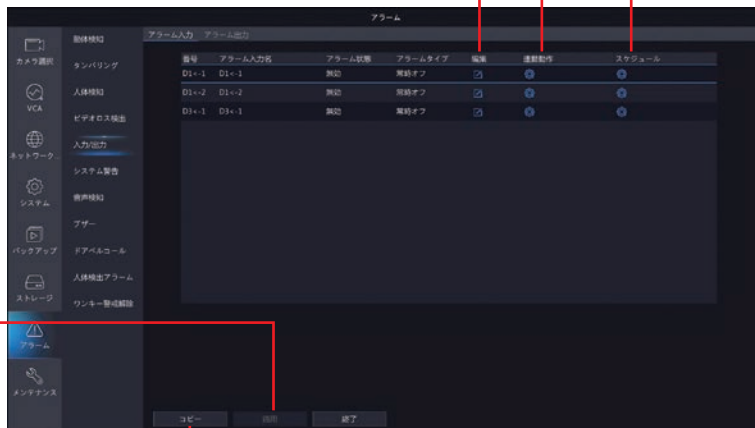 アラーム
カメラ選択
VCA
ネットワーク...
システム
バックアップ
ストレージ
アラーム
メンテナンス
動体検知
タンパリング
人体検知
ビデオロス検出
入力/出力
システム警告
音声検知
ブザー
ドアベルコール
人体検出アラーム
ワンキー警戒解除
アラーム入力 アラーム出力
番号 アラーム入力名 アラーム状態 アラームタイプ 編集 連動動作 スケジュール
D1<-1 D1<-1 無効 常時オフ
D1<-2 D1<-2 無効 常時オフ
D3<-1 D3<-1 無効 常時オフ
コピー 適用 終了